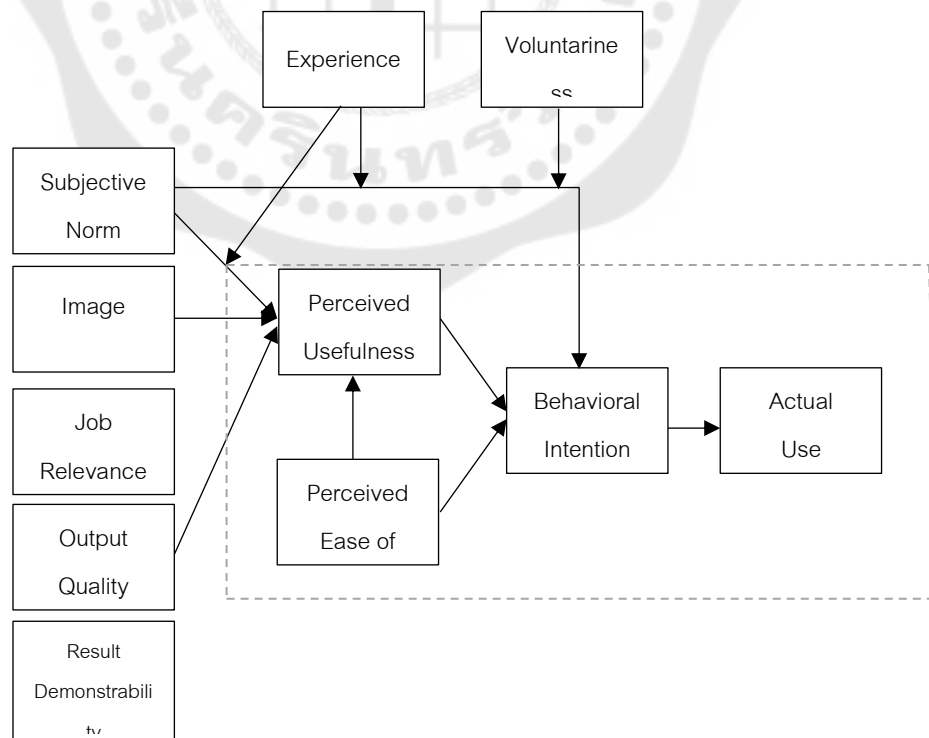 Experience
Voluntarine
ss
Subjective
Norm
Image
Perceived
Usefulness
Job
Relevance
Behavioral
Intention
Actual
Use
Perceived
Ease of
Output
Quality
Result
Demonstrabili
ty